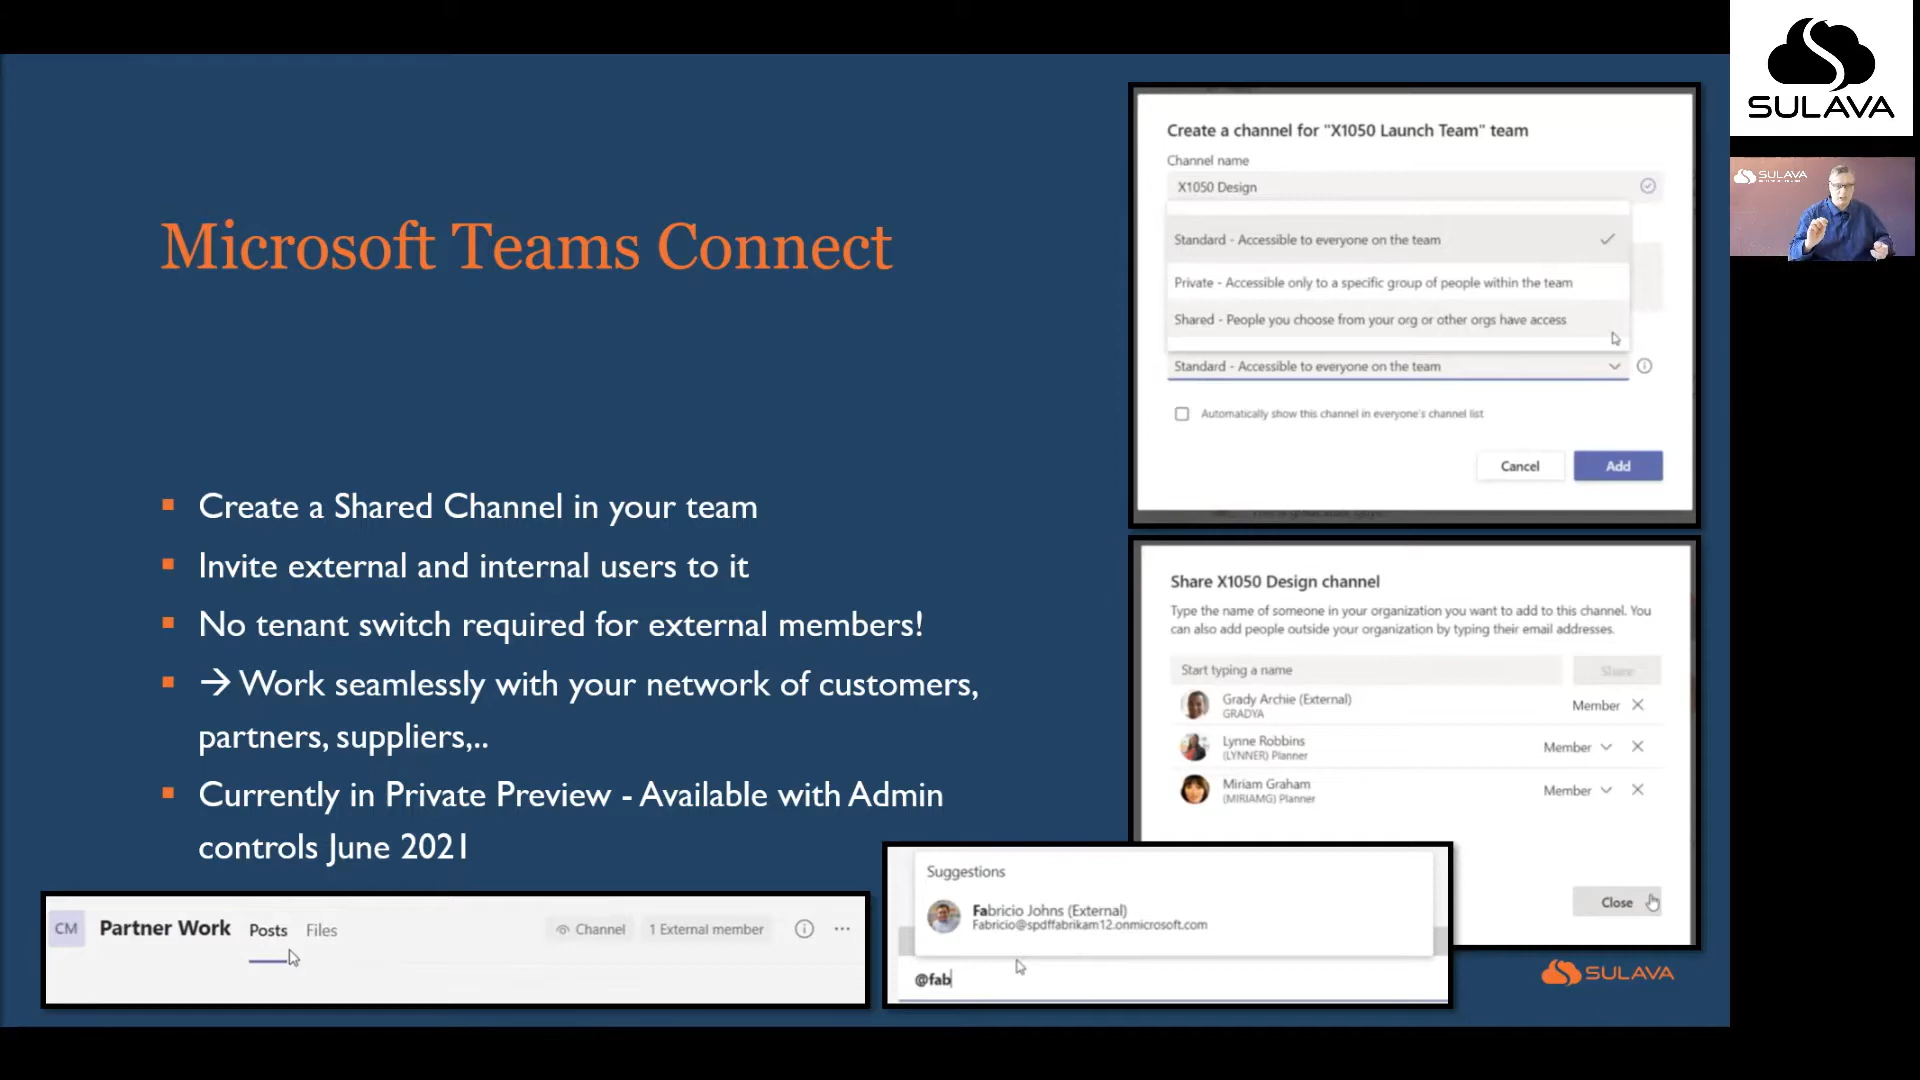 Microsoft Teams Connect
Create a Shared Channel in your team
Invite external and internal users to it
No tenant switch required for external members!
→ Work seamlessly with your network of customers,
partners, suppliers,..
Currently in Private Preview - Available with Admin
controls June 2021
CM Partner Work Posts Files Channel 1 External member
Create a channel for "X1050 Launch Team" team
Channel name
X1050 Design
Standard - Accessible to everyone on the team
Private - Accessible only to a specific group of people within the team
Shared - People you choose from your org or other orgs have access
Standard - Accessible to everyone on the team
Automatically show this channel in everyone's channel list
Cancel Add
Share X1050 Design channel
Type the name of someone in your organization you want to add to this channel. You
can also add people outside your organization by typing their email addresses.
Start typing a name Share
Grady Archie (External)
GRADYA
Member
Lynne Robbins
(LYNNER) Planner
Member
Miriam Graham
(MIRIAMG) Planner
Member
Close
Suggestions
Fabricio Johns (External)
Fabricio@spdffabrikam12.onmicrosoft.com
@fab
SULAVA
SULAVA
SULAVA